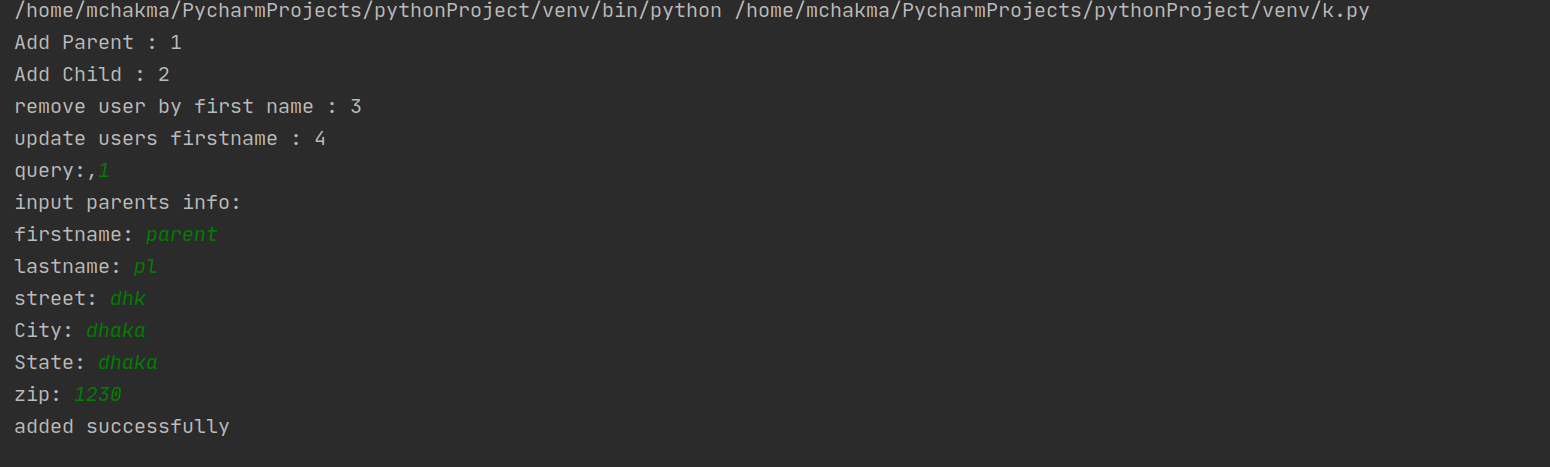 /home/mchakma/PycharmProjects/pythonProject/venv/bin/python /home/mchakma/PycharmProjects/pythonProject/venv/k.py
Add Parent : 1
Add Child : 2
remove user by first name : 3
update users firstname : 4
query:,1
input parents info:
firstname: parent
lastname: pl
street: dhk
City: dhaka
State: dhaka
zip: 1230
added successfully